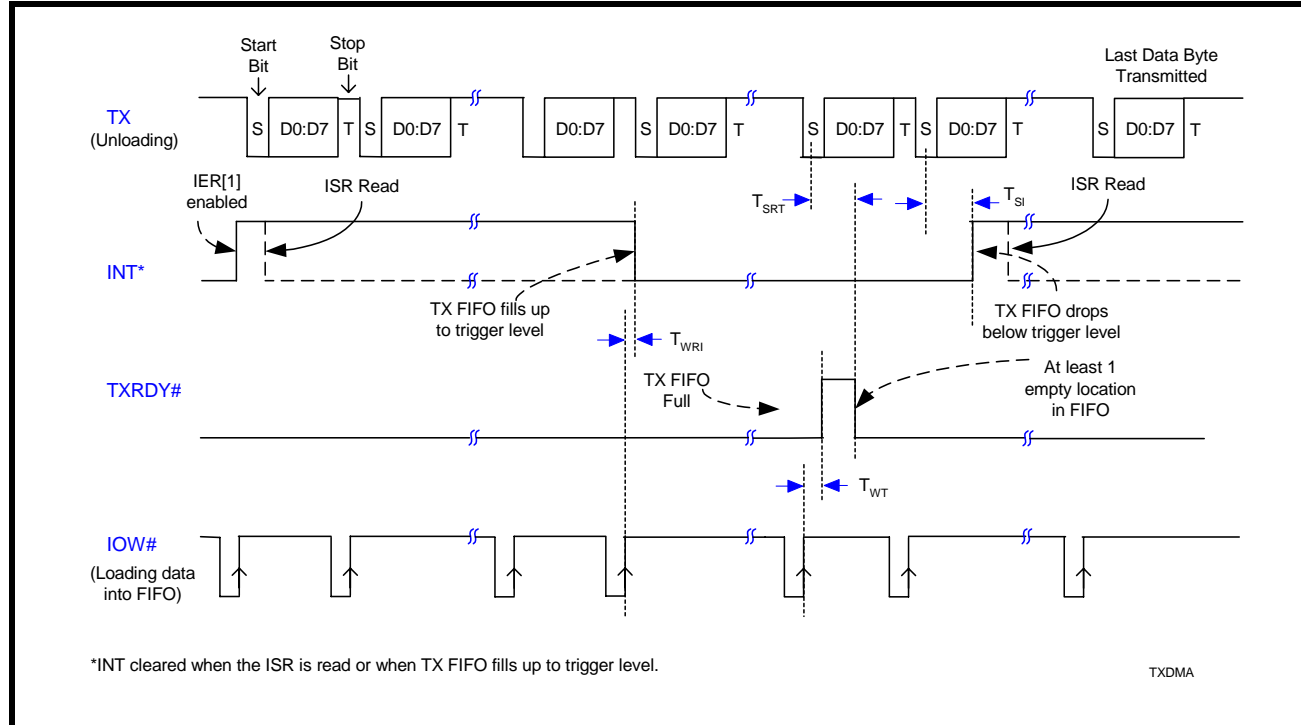 Start
Bit
Stop
Bit
Last Data Byte
Transmitted
TX
(Unloading)
S D0:D7 T S D0:D7 T D0:D7 S D0:D7 T S D0:D7 T S D0:D7 T S D0:D7 T
IER[1]
enabled
ISR Read
TSRT
TSI
ISR Read
INT*
TX FIFO fills up
to trigger level
TX FIFO drops
below trigger level
TWRI
TXRDY#
TX FIFO
Full
At least 1
empty location
in FIFO
TWT
IOW#
(Loading data
into FIFO)
*INT cleared when the ISR is read or when TX FIFO fills up to trigger level.
TXDMA